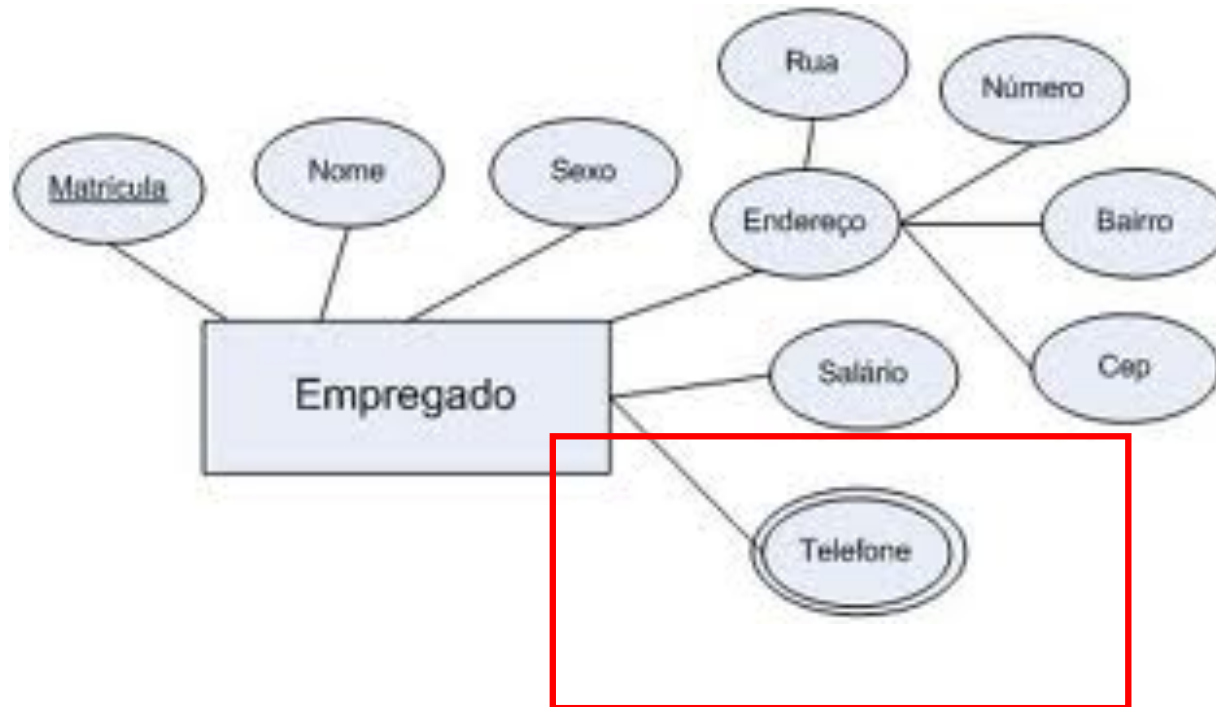 Rua
Número
Matrícula
Nome
Sexo
Endereço
Bairro
Empregado
Salário
Cep
Telefone